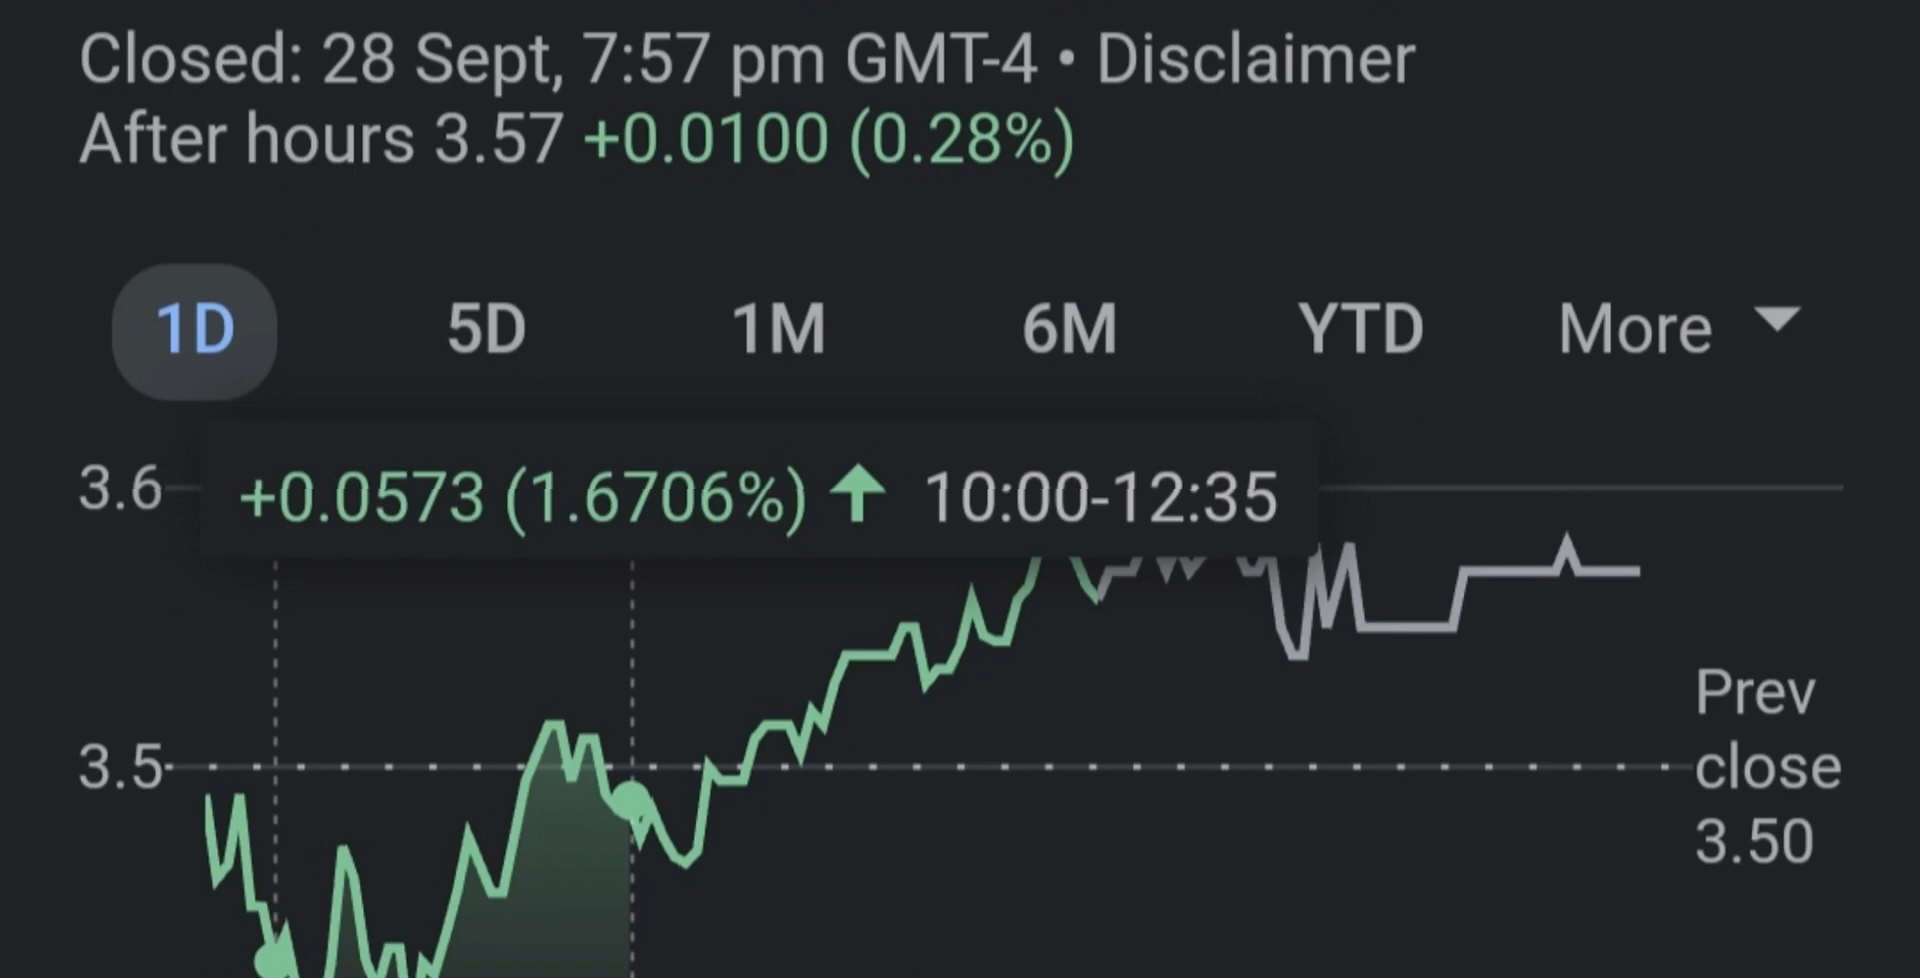 Closed: 28 Sept, 7:57 pm GMT-4 • Disclaimer
After hours 3.57 +0.0100 (0.28%)
1D 5D 1M 6M YTD More
3.6
+0.0573 (1.6706%) ↑ 10:00-12:35
3.5
Prev
close
3.50